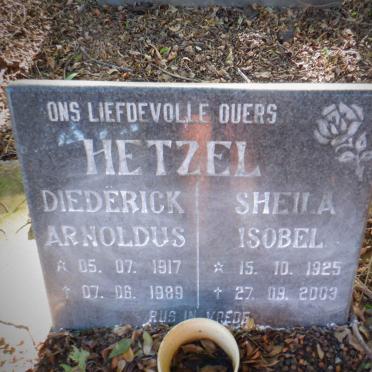 ONS LIEFDEVOLLE OUERS
HETZEL
DIEDERICK SHEILA
ARNOLDUS ISOBEL
☆ 05. 07. 1917 ☆ 15. 10. 1925
† 07. 06. 1989 † 27. 09. 2003
RUS IN VREDE